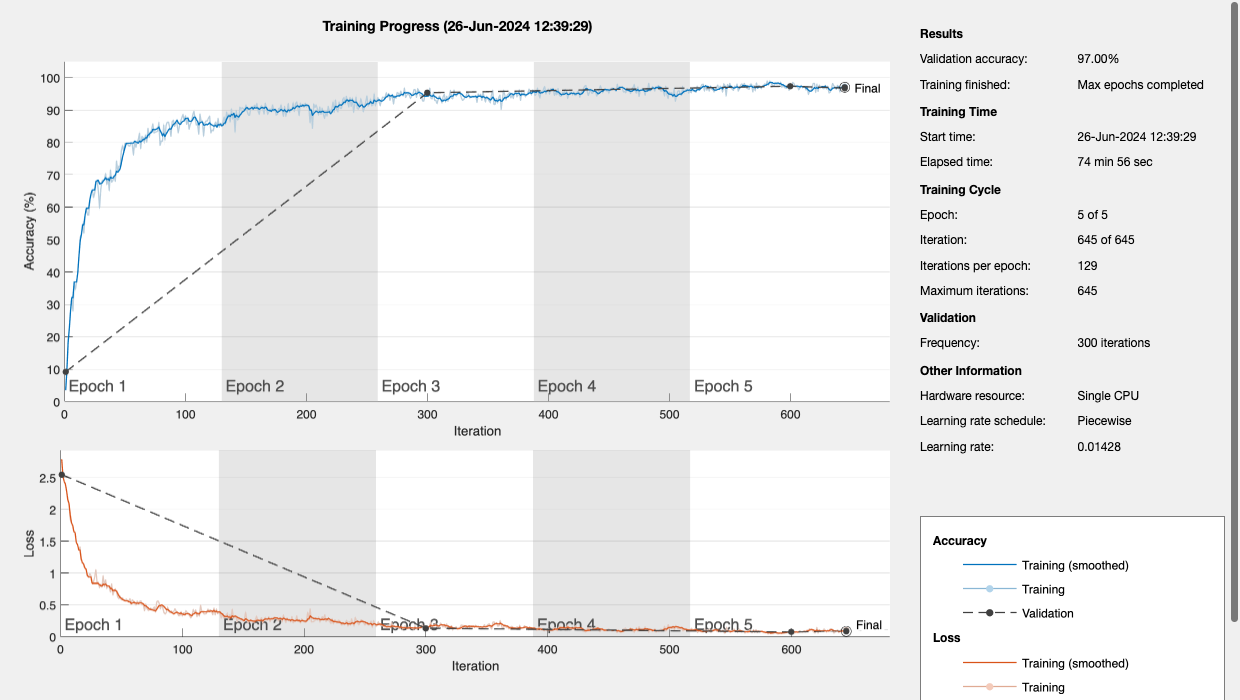 Training Progress (26-Jun-2024 12:39:29)
100
90
80
70
60
50
40
30
20
10
0
Accuracy (%)
Epoch 1
Epoch 2
Epoch 3
Epoch 4
Epoch 5
Final
0
100
200
300
400
500
600
Iteration
2.5
2
1.5
1
0.5
0
Loss
Epoch 1
Epoch 2
Epoch 3
Epoch 4
Epoch 5
Final
0
100
200
300
400
500
600
Iteration
Results
Validation accuracy: 97.00%
Training finished: Max epochs completed
Training Time
Start time: 26-Jun-2024 12:39:29
Elapsed time: 74 min 56 sec
Training Cycle
Epoch: 5 of 5
Iteration: 645 of 645
Iterations per epoch: 129
Maximum iterations: 645
Validation
Frequency: 300 iterations
Other Information
Hardware resource: Single CPU
Learning rate schedule: Piecewise
Learning rate: 0.01428
Accuracy
Training (smoothed)
Training
Validation
Loss
Training (smoothed)
Training